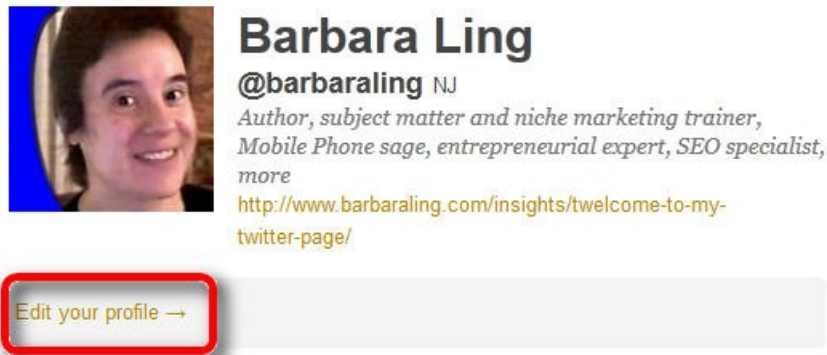 Barbara Ling
@barbaraling NJ
Author, subject matter and niche marketing trainer,
Mobile Phone sage, entrepreneurial expert, SEO specialist,
more
http://www.barbaraling.com/insights/twelcome-to-my-
twitter-page/
Edit your profile →